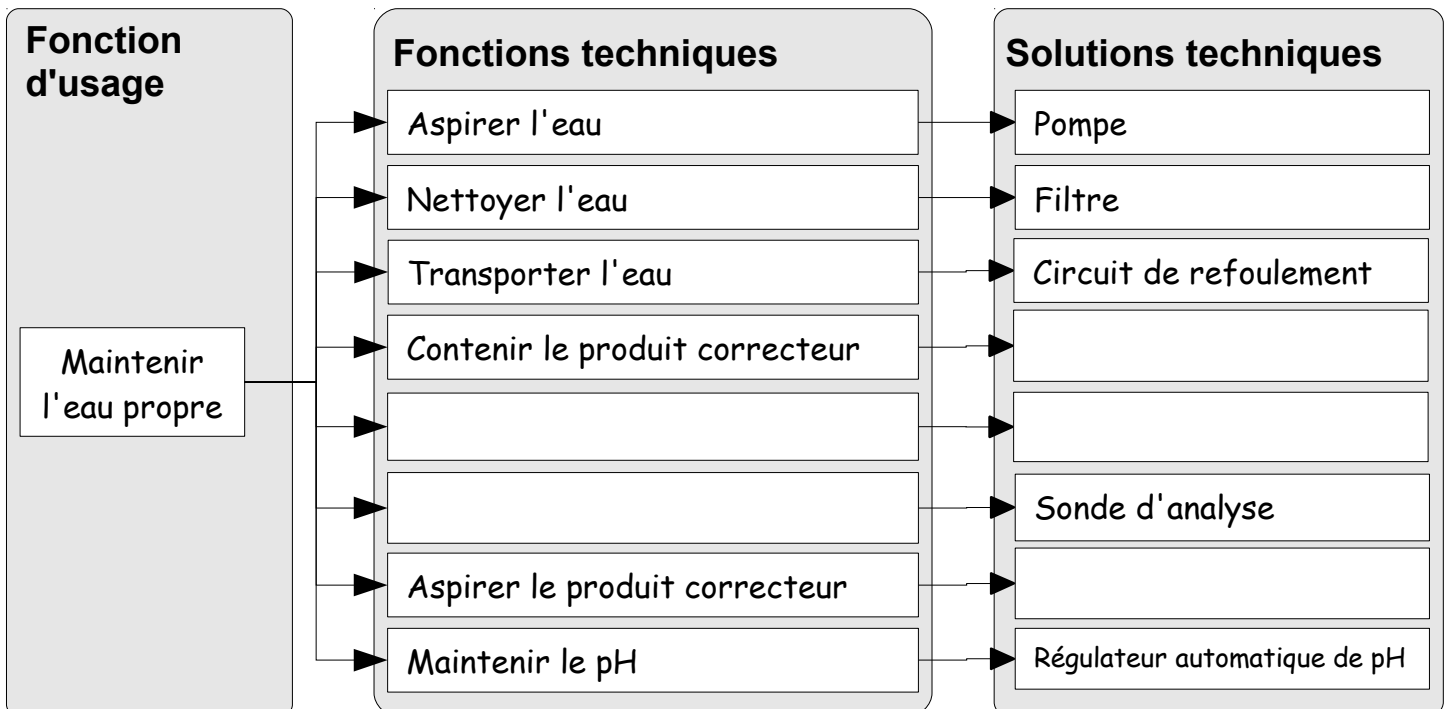 Fonction
d'usage
Maintenir
l'eau propre
Fonctions techniques
Aspirer l'eau
Nettoyer l'eau
Transporter l'eau
Contenir le produit correcteur
Aspirer le produit correcteur
Maintenir le pH
Solutions techniques
Pompe
Filtre
Circuit de refoulement
Sonde d'analyse
Régulateur automatique de pH